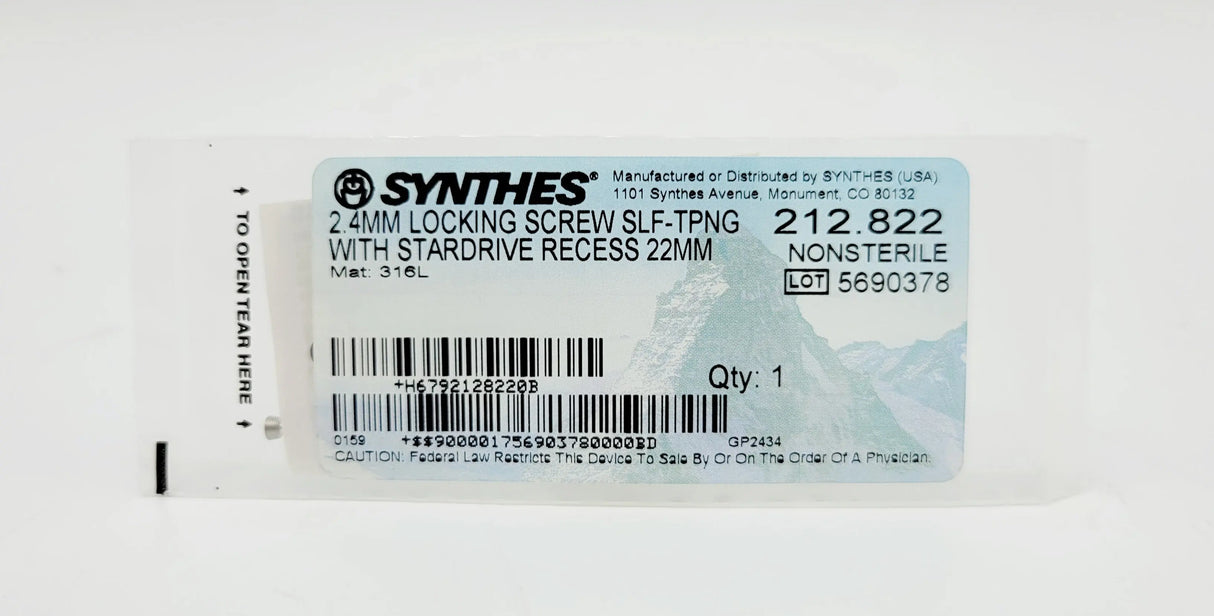 SYNTHES®
Manufactured or Distributed by SYNTHES (USA)
1101 Synthes Avenue, Monument, CO 80132
2.4MM LOCKING SCREW SLF-TPNG
WITH STARDRIVE RECESS 22MM
Mat: 316L
212.822
NONSTERILE
LOT 5690378
+H6792128220B
Qty: 1
0159 +$$900001756903780000BD GP2434
CAUTION: Federal Law Restricts This Device To Sale By Or On The Order Of A Physician.
TO OPEN TEAR HERE